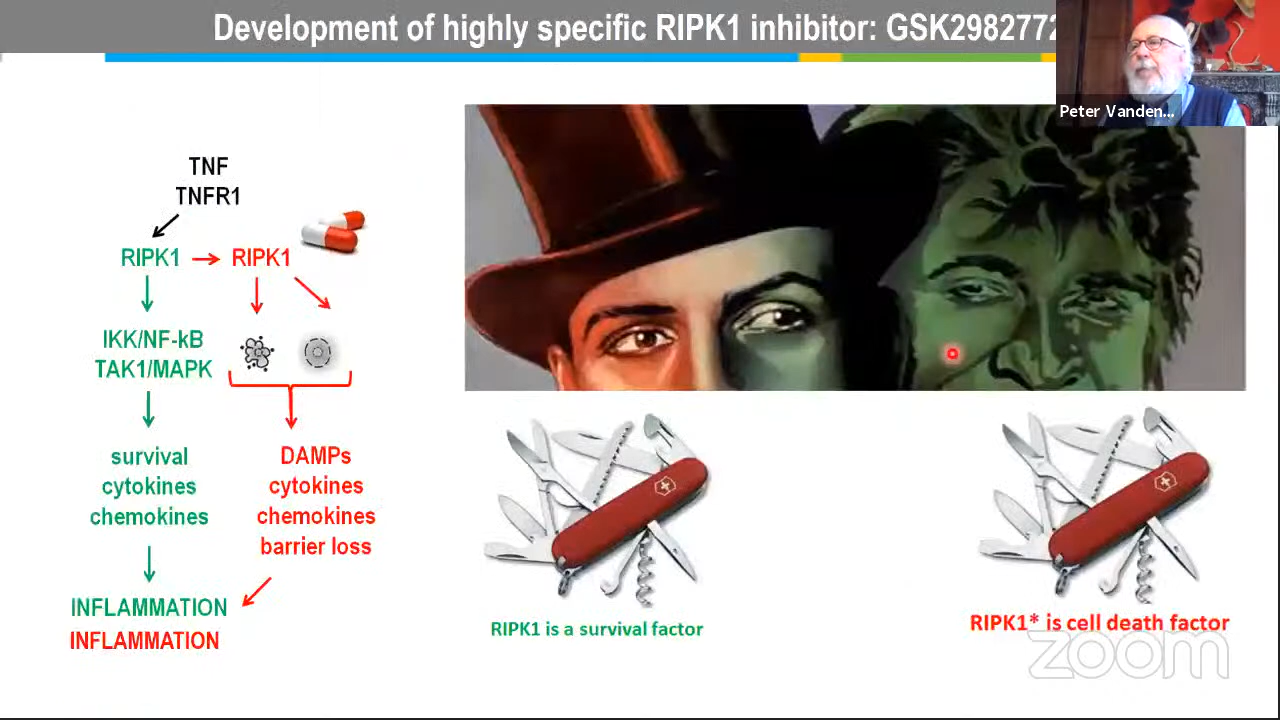 Development of highly specific RIPK1 inhibitor: GSK2982772
Peter Vanden...
TNF
TNFR1
RIPK1
RIPK1
IKK/NF-kB
TAK1/MAPK
survival
cytokines
chemokines
DAMPs
cytokines
chemokines
barrier loss
INFLAMMATION
INFLAMMATION
RIPK1 is a survival factor
RIPK1* is cell death factor
zoom